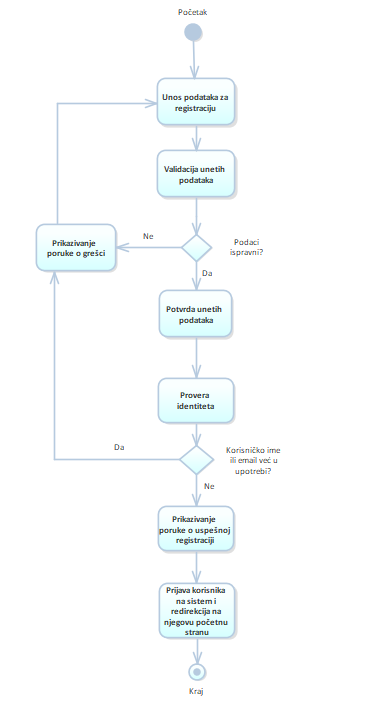 Početak
Unos podataka za
registraciju
Validacija unetih
podataka
Prikazivanje
poruke o grešci
Ne
Podaci
ispravni?
Da
Potvrda unetih
podataka
Provera
identiteta
Da
Korisničko ime
ili email već u
upotrebi?
Ne
Prikazivanje
poruke o uspešnoj
registraciji
Prijava korisnika
na sistem i
redirekcija na
njegovu početnu
stranu
Kraj